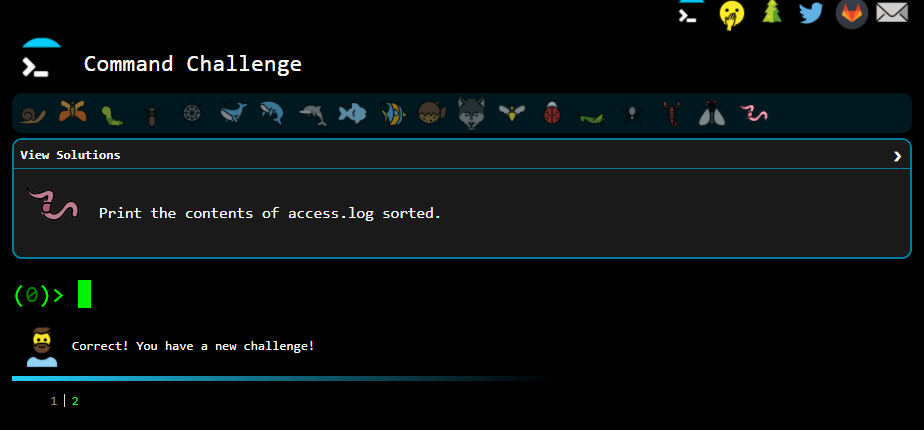 Command Challenge
View Solutions
Print the contents of access.log sorted.
(0)>
Correct! You have a new challenge!
1 | 2